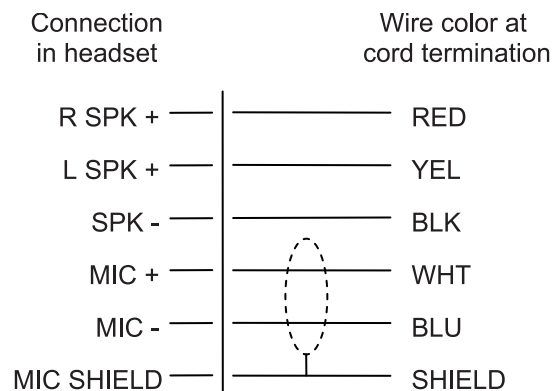 Connection in headset
Wire color at cord termination
R SPK + RED
L SPK + YEL
SPK - BLK
MIC + WHT
MIC - BLU
MIC SHIELD SHIELD